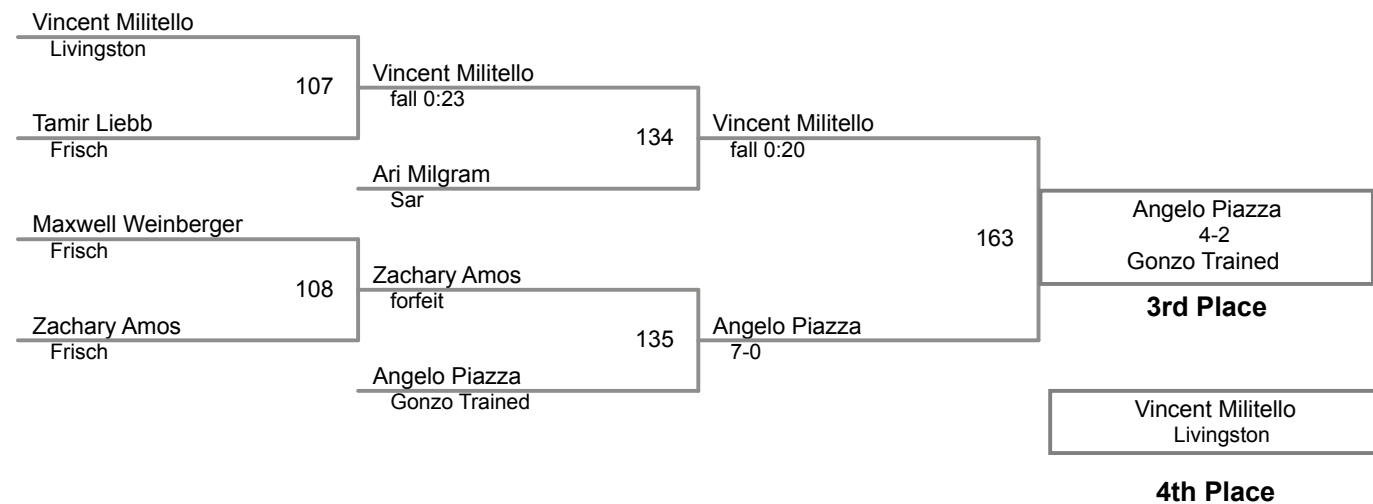 Vincent Militello
Livingston
107
Tamir Liebb
Frisch
Vincent Militello
fall 0:23
134
Ari Milgram
Sar
Maxwell Weinberger
Frisch
108
Zachary Amos
Frisch
Zachary Amos
forfeit
135
Angelo Piazza
Gonzo Trained
Vincent Militello
fall 0:20
163
Angelo Piazza
7-0
Angelo Piazza
4-2
Gonzo Trained
3rd Place
Vincent Militello
Livingston
4th Place